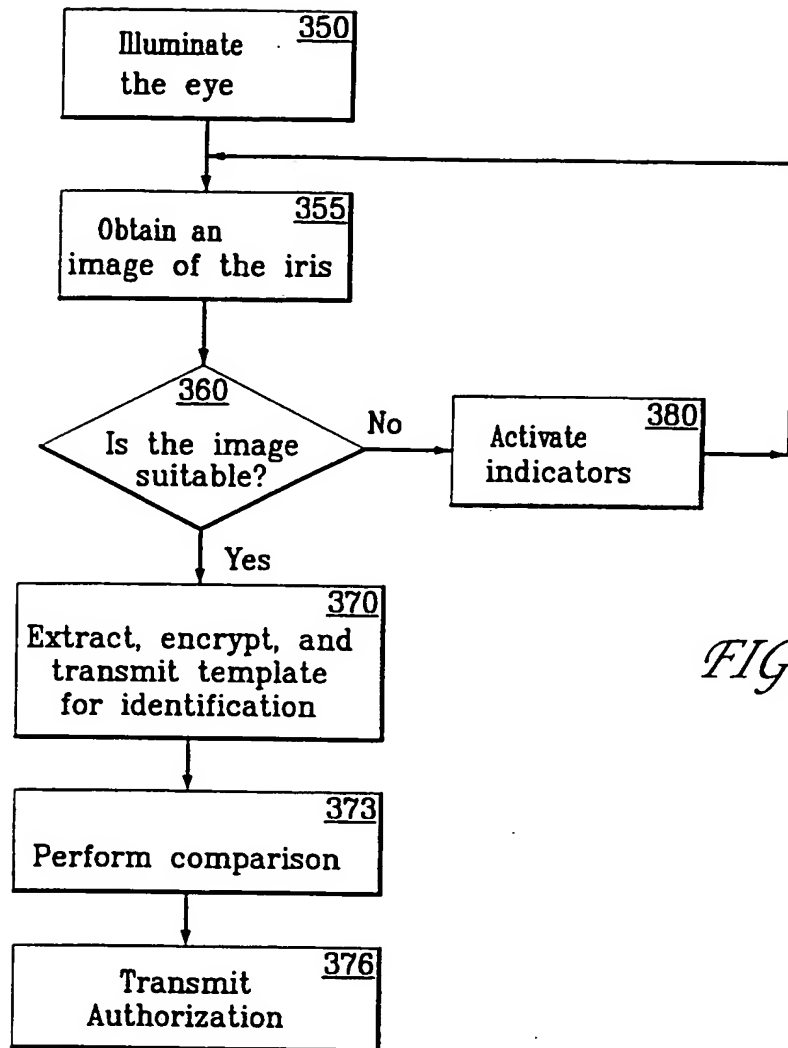 350
Illuminate
the eye
355
Obtain an
image of the iris
360
Is the image
suitable?
No
380
Activate
indicators
Yes
370
Extract, encrypt, and
transmit template
for identification
FIG
373
Perform comparison
376
Transmit
Authorization